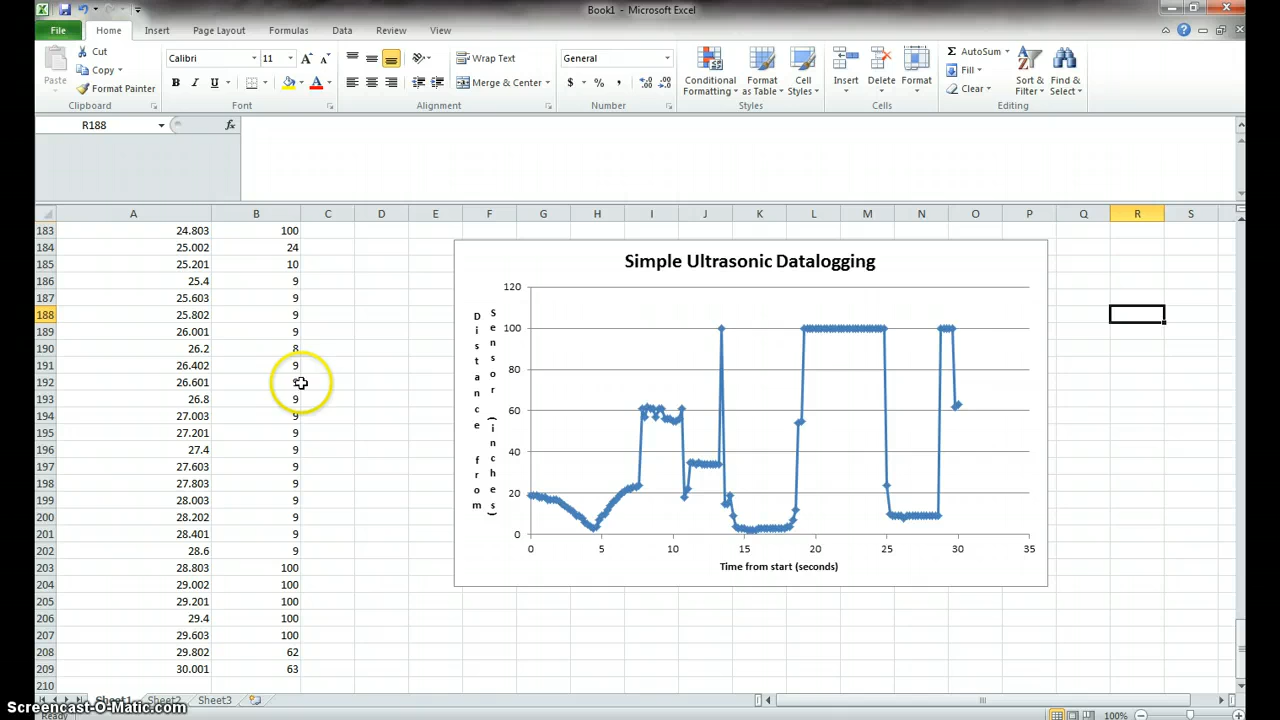 Book1 - Microsoft Excel
File Home Insert Page Layout Formulas Data Review View
Paste
Cut
Copy
Format Painter
Clipboard
Calibri 11
B I U A
Font
Wrap Text
Merge & Center
Alignment
General
$ % ,
Number
Conditional Formatting
Format as Table
Cell Styles
Styles
Insert Delete Format
Cells
AutoSum
Fill
Clear
Sort & Filter
Find & Select
Editing
R188 fx
A B C D E F G H I J K L M N O P Q R S
183 24.803 100
184 25.002 24
185 25.201 10
186 25.4 9
187 25.603 9
188 25.802 9
189 26.001 9
190 26.2 8
191 26.402 9
192 26.601
193 26.8 9
194 27.003 9
195 27.201 9
196 27.4 9
197 27.603 9
198 27.803 9
199 28.003 9
200 28.202 9
201 28.401 9
202 28.6 9
203 28.803 100
204 29.002 100
205 29.201 100
206 29.4 100
207 29.603 100
208 29.802 62
209 30.001 63
210
Simple Ultrasonic Datalogging
Distance from
Sensor (inches)
120
100
80
60
40
20
0
0 5 10 15 20 25 30 35
Time from start (seconds)
Sheet1 Sheet2 Sheet3
Screencast-O-Matic.com
Ready 100%